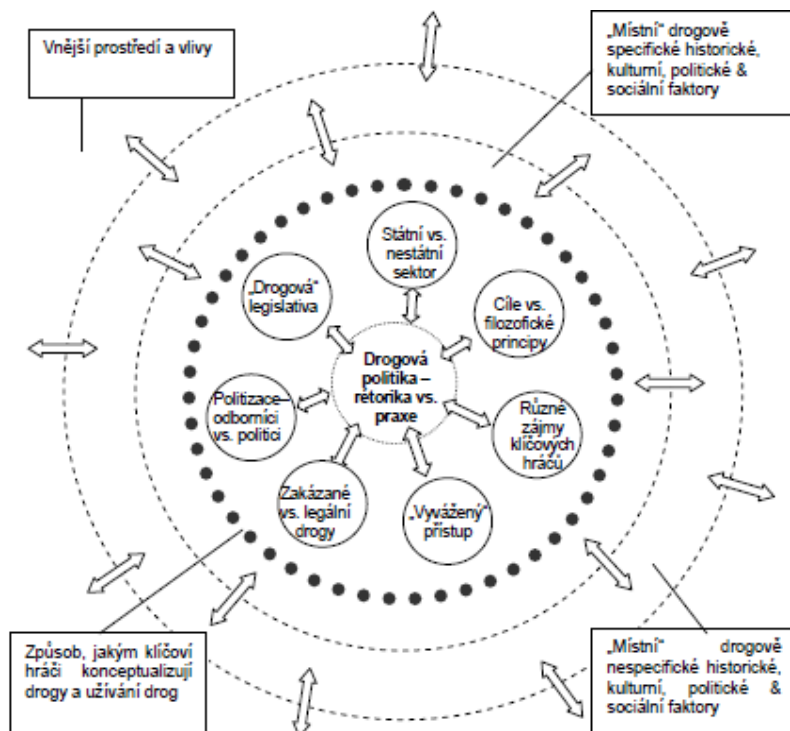 Vnější prostředí a vlivy
„Místní“ drogově
specifické historické,
kulturní, politické &
sociální faktory
Státní vs.
nestátní
sektor
„Drogová“
legislativa
Cíle vs.
filozofické
principy
Drogová
politika –
rétorika vs.
praxe
Politizace–
odborníci
vs. politici
Různé
zájmy
klíčových
hráčů
Zakázané
vs. legální
drogy
„Vyvážený“
přístup
Způsob, jakým klíčoví
hráči konceptualizují
drogy a užívání drog
„Místní“ drogově
nespecifické historické,
kulturní, politické &
sociální faktory